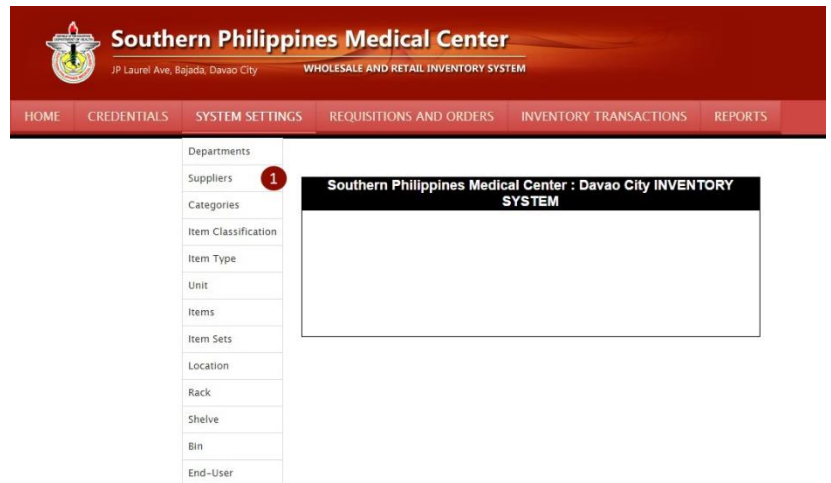 Southern Philippines Medical Center
JP Laurel Ave, Bajada, Davao City
WHOLESALE AND RETAIL INVENTORY SYSTEM
HOME CREDENTIALS SYSTEM SETTINGS REQUISITIONS AND ORDERS INVENTORY TRANSACTIONS REPORTS
Departments
Suppliers 1
Categories
Item Classification
Item Type
Unit
Items
Item Sets
Location
Rack
Shelve
Bin
End-User
Southern Philippines Medical Center : Davao City INVENTORY
SYSTEM